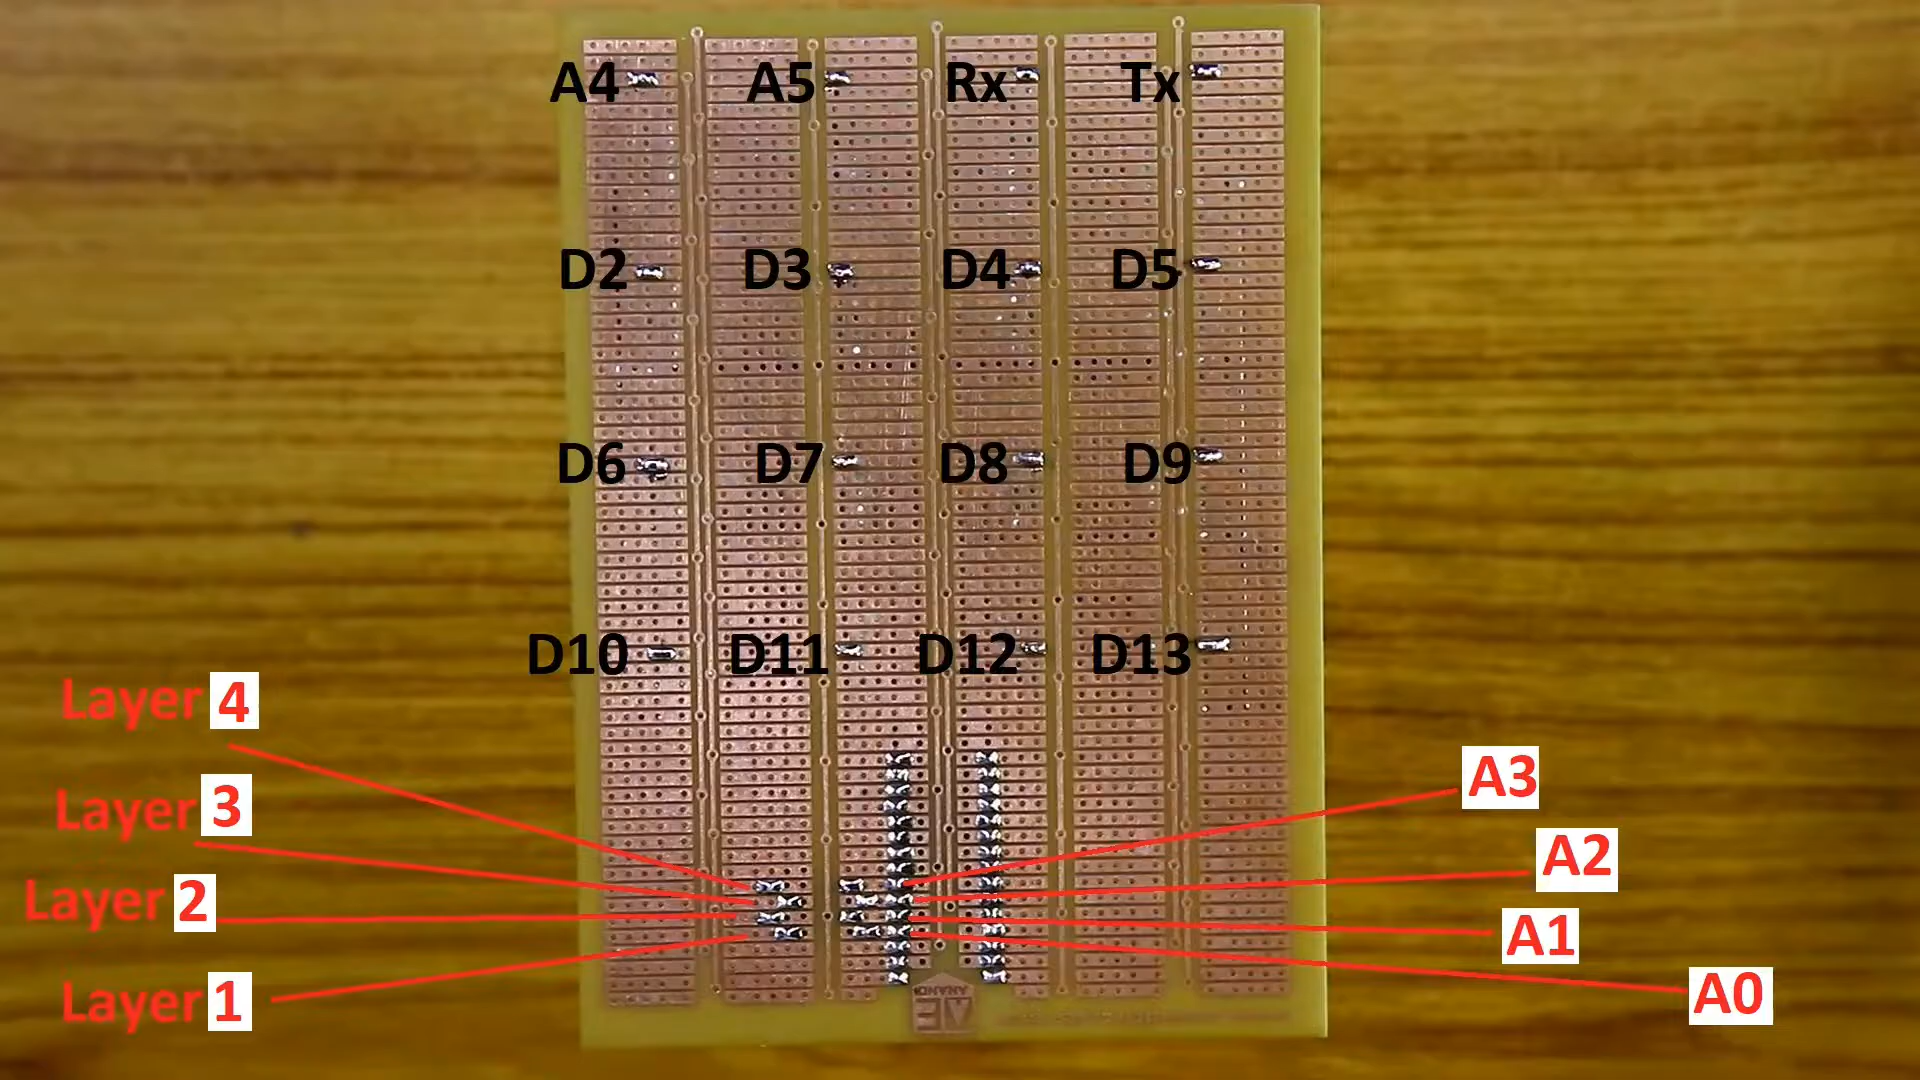 A4 A5 Rx Tx
D2 D3 D4 D5
D6 D7 D8 D9
D10 D11 D12 D13
Layer 4
Layer 3
Layer 2
Layer 1
A3
A2
A1
A0
AE
ANAND